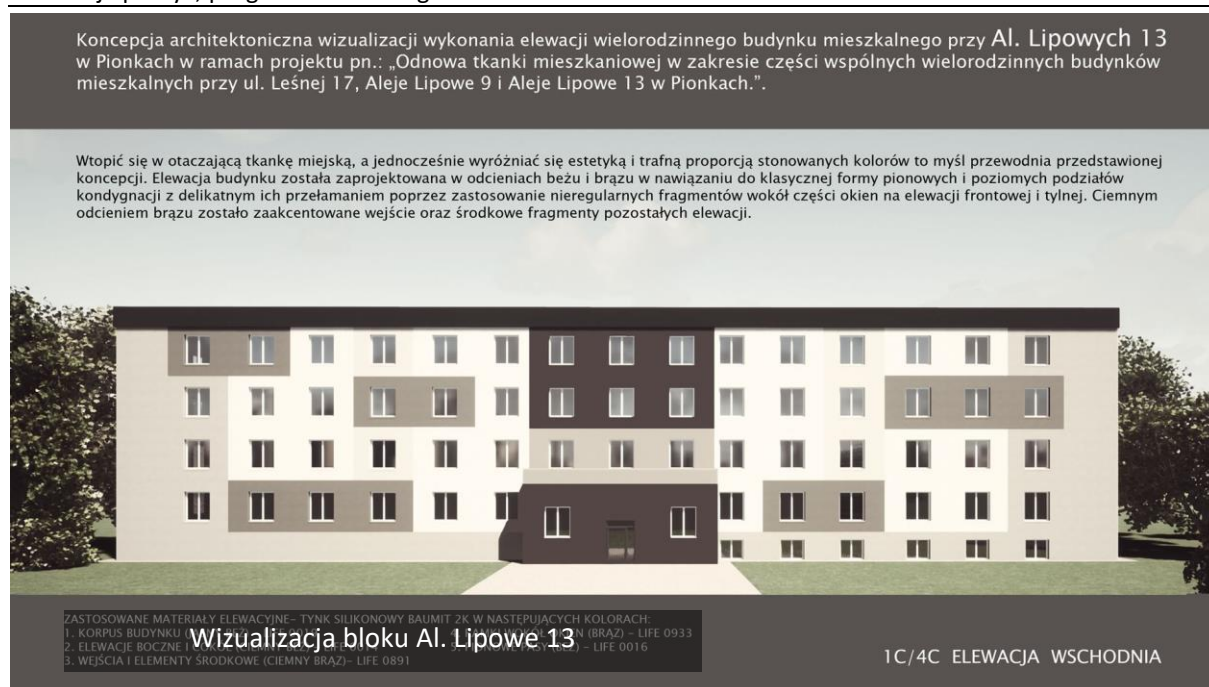 Koncepcja architektoniczna wizualizacji wykonania elewacji wielorodzinnego budynku mieszkalnego przy Al. Lipowych 13
w Pionkach w ramach projektu pn.: „Odnowa tkanki mieszkaniowej w zakresie części wspólnych wielorodzinnych budynków
mieszkalnych przy ul. Leśnej 17, Aleje Lipowe 9 i Aleje Lipowe 13 w Pionkach.”.
Wtopić się w otaczającą tkankę miejską, a jednocześnie wyróżniać się estetyką i trafną proporcją stonowanych kolorów to myśl przewodnia przedstawionej
koncepcji. Elewacja budynku została zaprojektowana w odcieniach beżu i brązu w nawiązaniu do klasycznej formy pionowych i poziomych podziałów
kondygnacji z delikatnym ich przełamaniem poprzez zastosowanie nieregularnych fragmentów wokół części okien na elewacji frontowej i tylnej. Ciemnym
odcieniem brązu zostało zaakcentowane wejście oraz środkowe fragmenty pozostałych elewacji.
ZASTOSOWANE MATERIAŁY ELEWACYJNE– TYNK SILIKONOWY BAUMIT 2K W NASTĘPUJĄCYCH KOLORACH:
1. KORPUS BUDYNKU (BRĄZ) – LIFE 0933
2. ELEWACJE BOCZNE I – LIFE 0016
3. WEJŚCIA I ELEMENTY ŚRODKOWE (CIEMNY BRĄZ)– LIFE 0891
Wizualizacja bloku Al. Lipowe 13
1C/4C ELEWACJA WSCHODNIA